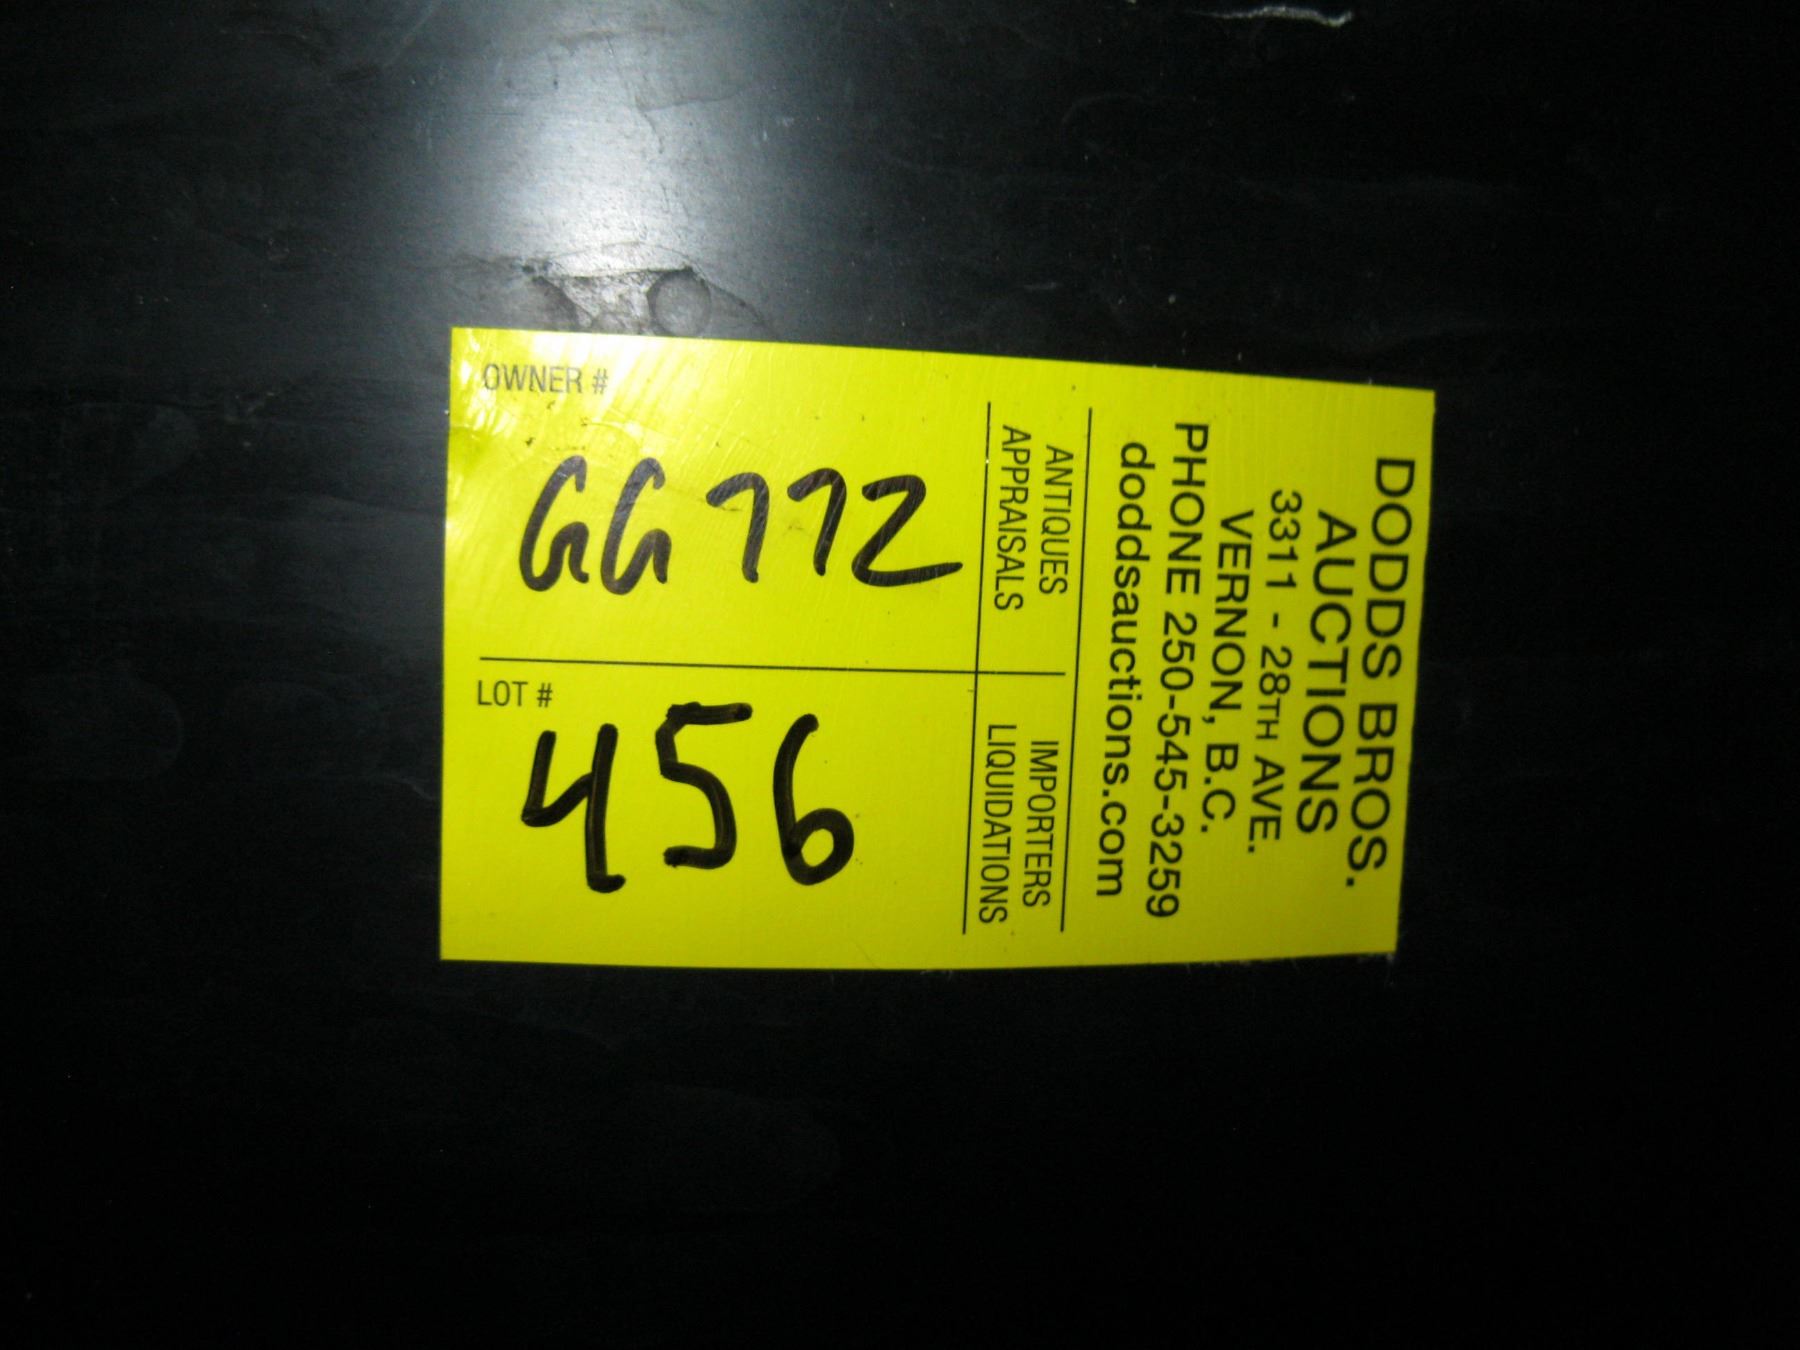 DODDS BROS.
AUCTIONS
3311 - 28TH AVE.
VERNON, B.C.
PHONE 250-545-3259
doddsauctions.com
ANTIQUES
APPRAISALS
IMPORTERS
LIQUIDATIONS
OWNER #
GG772
LOT #
456